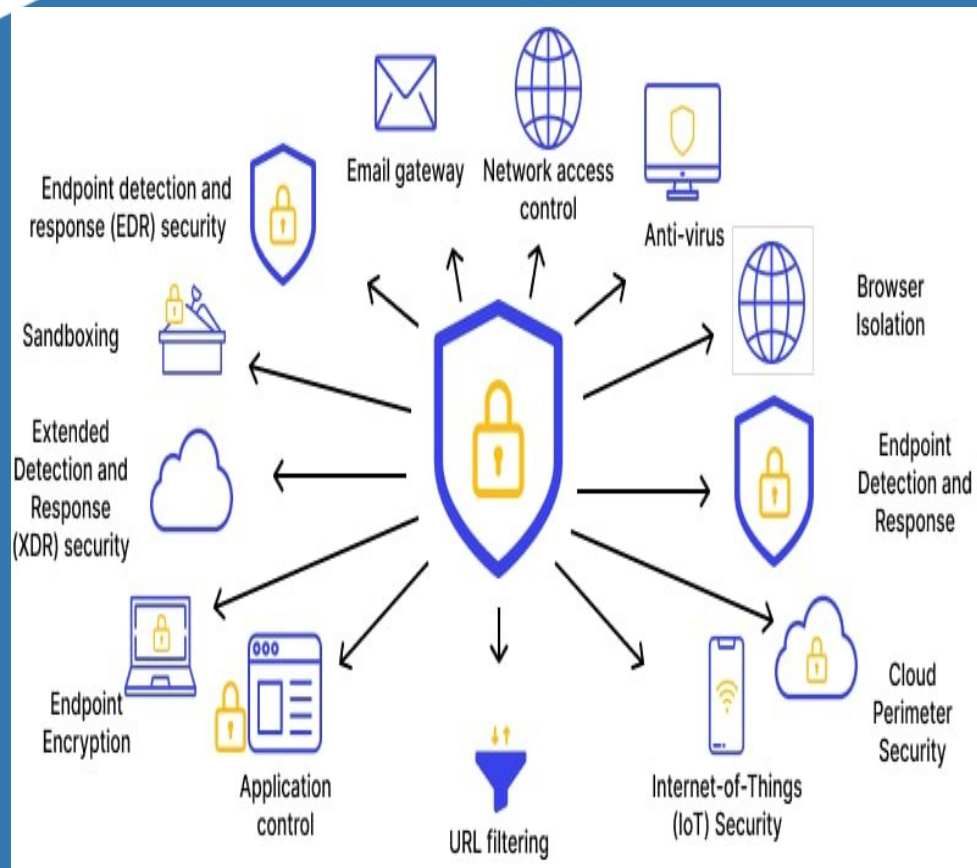 Email gateway
Network access
control
Anti-virus
Endpoint detection and
response (EDR) security
Browser
Isolation
Sandboxing
Extended
Detection and
Response
(XDR) security
Endpoint
Detection and
Response
Endpoint
Encryption
Application
control
URL filtering
Internet-of-Things
(IoT) Security
Cloud
Perimeter
Security